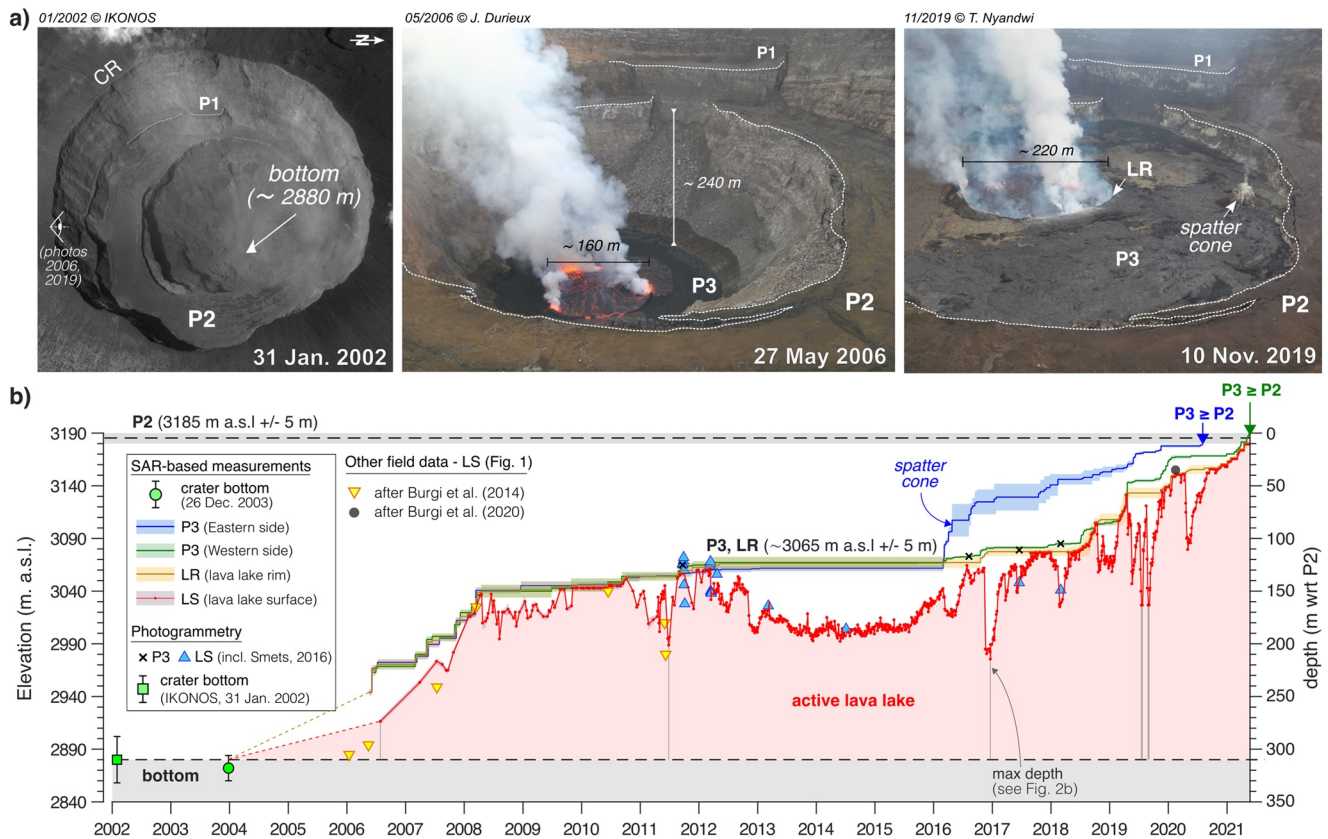 a)
01/2002 © IKONOS
05/2006 © J. Durieux
11/2019 © T. Nyandwi
N
CR
P1
bottom
(~ 2880 m)
(photos
2006,
2019)
P2
31 Jan. 2002
P1
~ 240 m
~ 160 m
P3
P2
27 May 2006
P1
~ 220 m
LR
spatter
cone
P3
P2
10 Nov. 2019
b)
P3 ≥ P2
P3 ≥ P2
P2 (3185 m a.s.l +/- 5 m)
Elevation (m. a.s.l.)
3190
3140
3090
3040
2990
2940
2890
2840
SAR-based measurements
crater bottom
(26 Dec. 2003)
P3 (Eastern side)
P3 (Western side)
LR (lava lake rim)
LS (lava lake surface)
Photogrammetry
P3 LS (incl. Smets, 2016)
crater bottom
(IKONOS, 31 Jan. 2002)
Other field data - LS (Fig. 1)
after Burgi et al. (2014)
after Burgi et al. (2020)
spatter
cone
P3, LR (~3065 m a.s.l +/- 5 m)
active lava lake
max depth
(see Fig. 2b)
bottom
0
50
100
150
200
250
300
350
depth (m wrt P2)
2002 2003 2004 2005 2006 2007 2008 2009 2010 2011 2012 2013 2014 2015 2016 2017 2018 2019 2020 2021